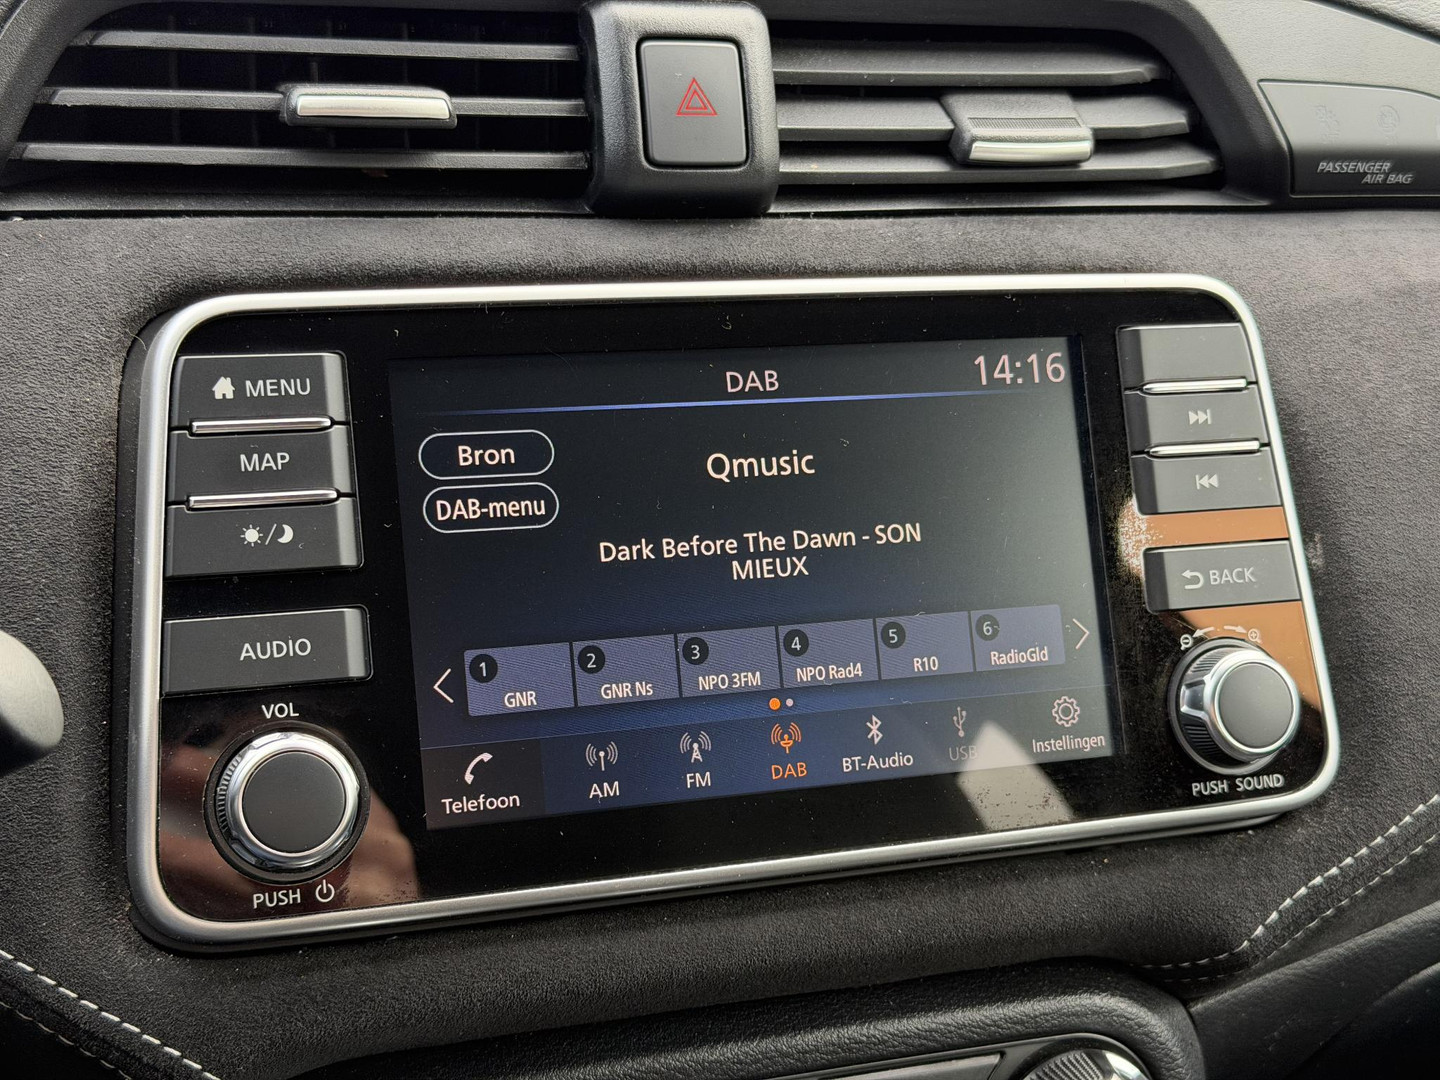 PASSENGER
AIR BAG
MENU
MAP
AUDIO
VOL
PUSH
DAB
14:16
Bron
DAB-menu
Qmusic
Dark Before The Dawn - SON
MIEUX
1 GNR
2 GNR Ns
3 NPO 3FM
4 NPO Rad4
5 R10
6 RadioGld
Telefoon
AM
FM
DAB
BT-Audio
USB
Instellingen
BACK
PUSH SOUND